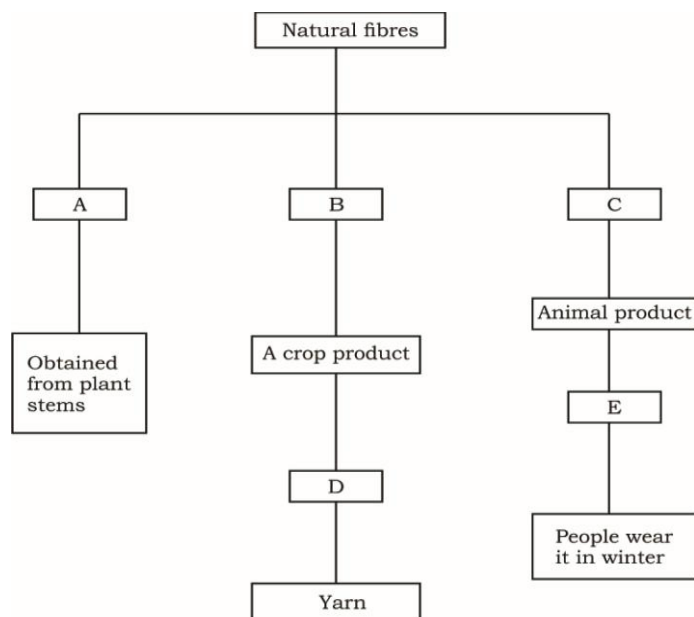 Natural fibres
A
B
C
Obtained
from plant
stems
A crop product
Animal product
E
D
People wear
it in winter
Yarn